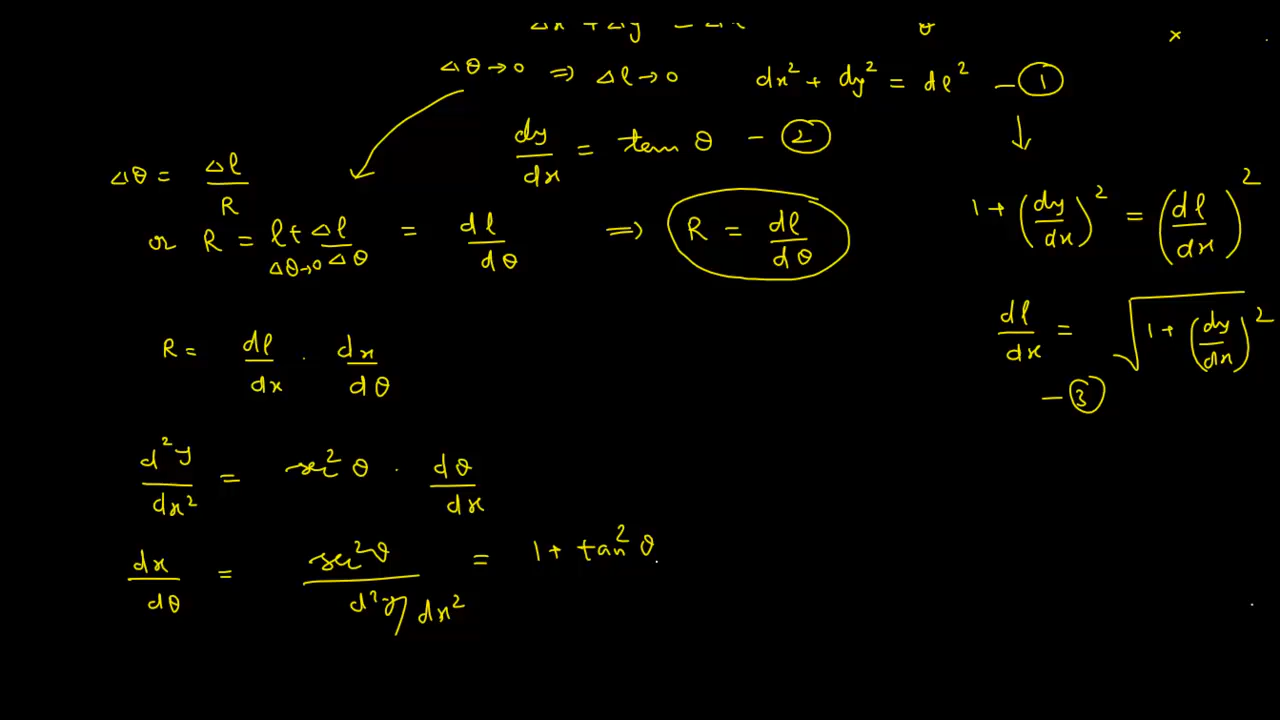 Δθ→0 ⇒ Δl→0 dx² + dy² = dl² – ①
dy/dx = tan θ – ②
Δθ = Δl/R
1 + (dy/dx)² = (dl/dx)²
or R = lt Δθ→0 Δl/Δθ = dl/dθ ⇒ R = dl/dθ
dl/dx = √(1 + (dy/dx)²)
– ③
R = dl/dx . dx/dθ
d²y/dx² = sec²θ . dθ/dx
dx/dθ = sec²θ / d²y/dx² = 1 + tan²θ